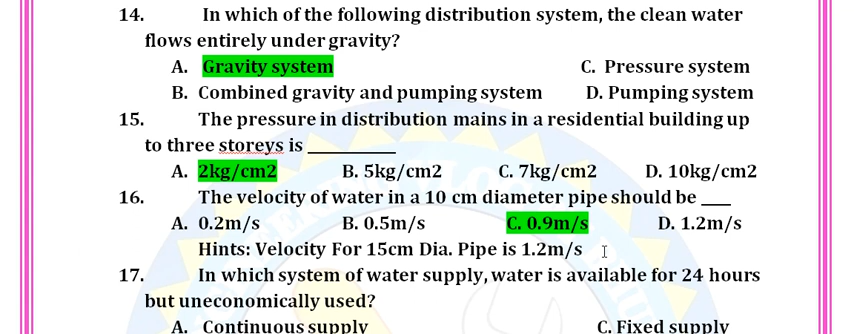 14. In which of the following distribution system, the clean water
flows entirely under gravity?
A. Gravity system C. Pressure system
B. Combined gravity and pumping system D. Pumping system
15. The pressure in distribution mains in a residential building up
to three storeys is __________
A. 2kg/cm2 B. 5kg/cm2 C. 7kg/cm2 D. 10kg/cm2
16. The velocity of water in a 10 cm diameter pipe should be ___
A. 0.2m/s B. 0.5m/s C. 0.9m/s D. 1.2m/s
Hints: Velocity For 15cm Dia. Pipe is 1.2m/s
17. In which system of water supply, water is available for 24 hours
but uneconomically used?
A. Continuous supply C. Fixed supply